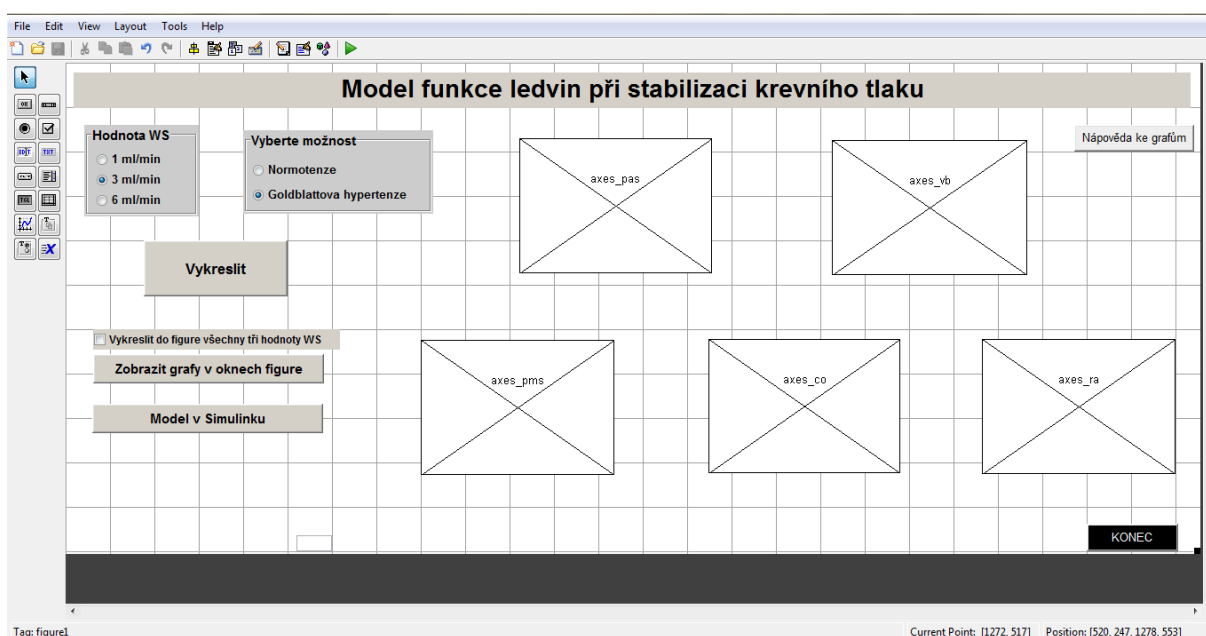 File Edit View Layout Tools Help
Model funkce ledvin při stabilizaci krevního tlaku
Hodnota WS
1 ml/min
3 ml/min
6 ml/min
Vyberte možnost
Normotenze
Goldblattova hypertenze
axes_pas
axes_vb
Nápověda ke grafům
Vykreslit
Vykreslit do figure všechny tři hodnoty WS
Zobrazit grafy v oknech figure
Model v Simulinku
axes_pms
axes_co
axes_ra
KONEC
Tag: figure1
Current Point: [1272, 517] Position: [520, 247, 1278, 553]